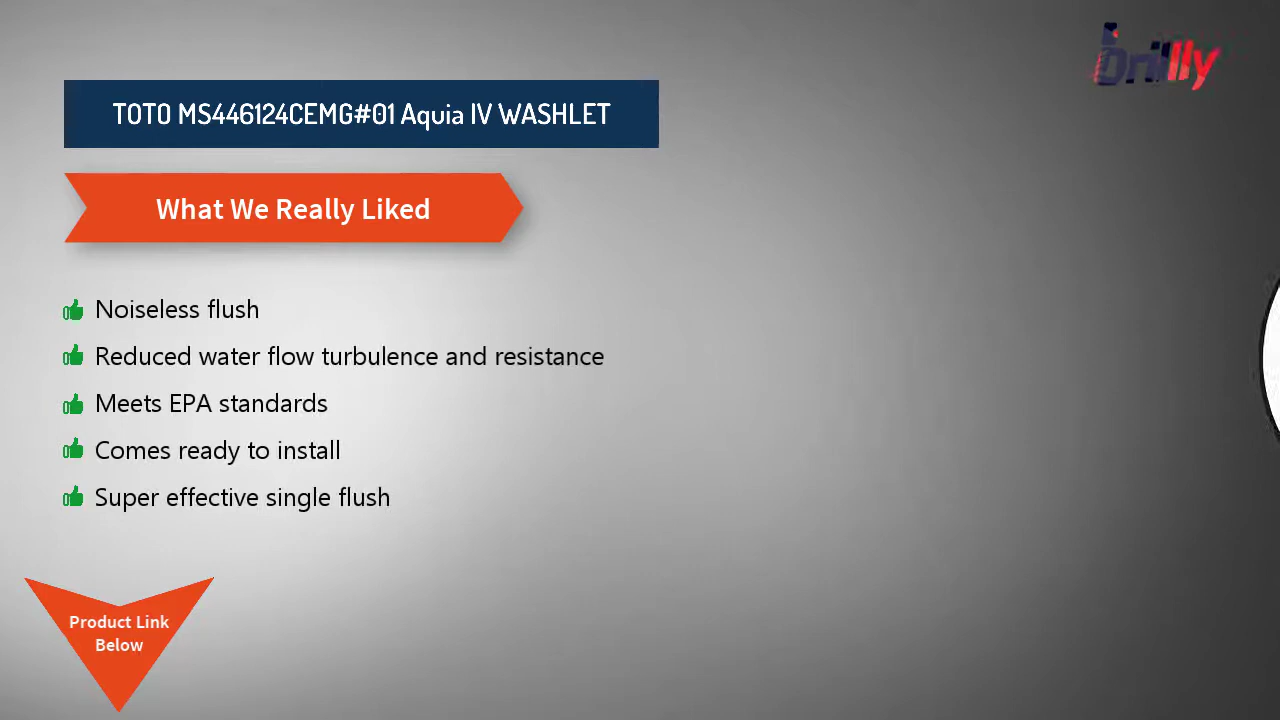 Drilly
TOTO MS446124CEMG#01 Aquia IV WASHLET
What We Really Liked
Noiseless flush
Reduced water flow turbulence and resistance
Meets EPA standards
Comes ready to install
Super effective single flush
Product Link
Below